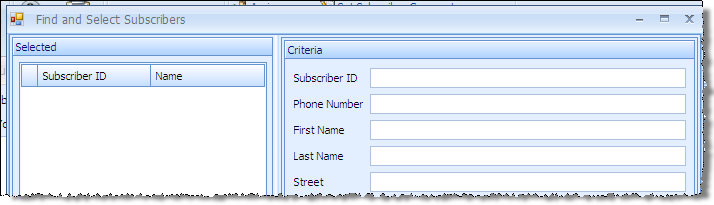 Find and Select Subscribers
Selected
Subscriber ID Name
Criteria
Subscriber ID
Phone Number
First Name
Last Name
Street